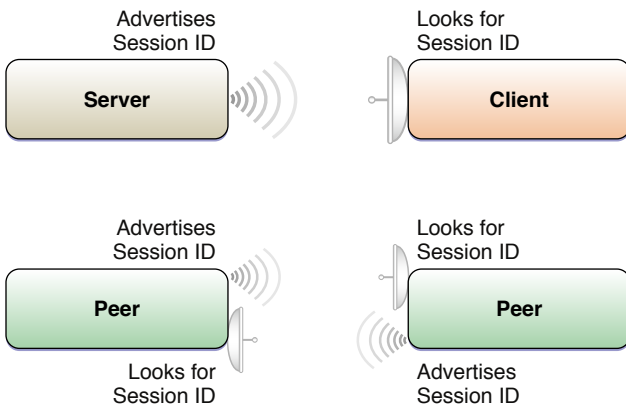 Advertises
Session ID
Looks for
Session ID
Server
Client
Advertises
Session ID
Looks for
Session ID
Peer
Peer
Looks for
Session ID
Advertises
Session ID